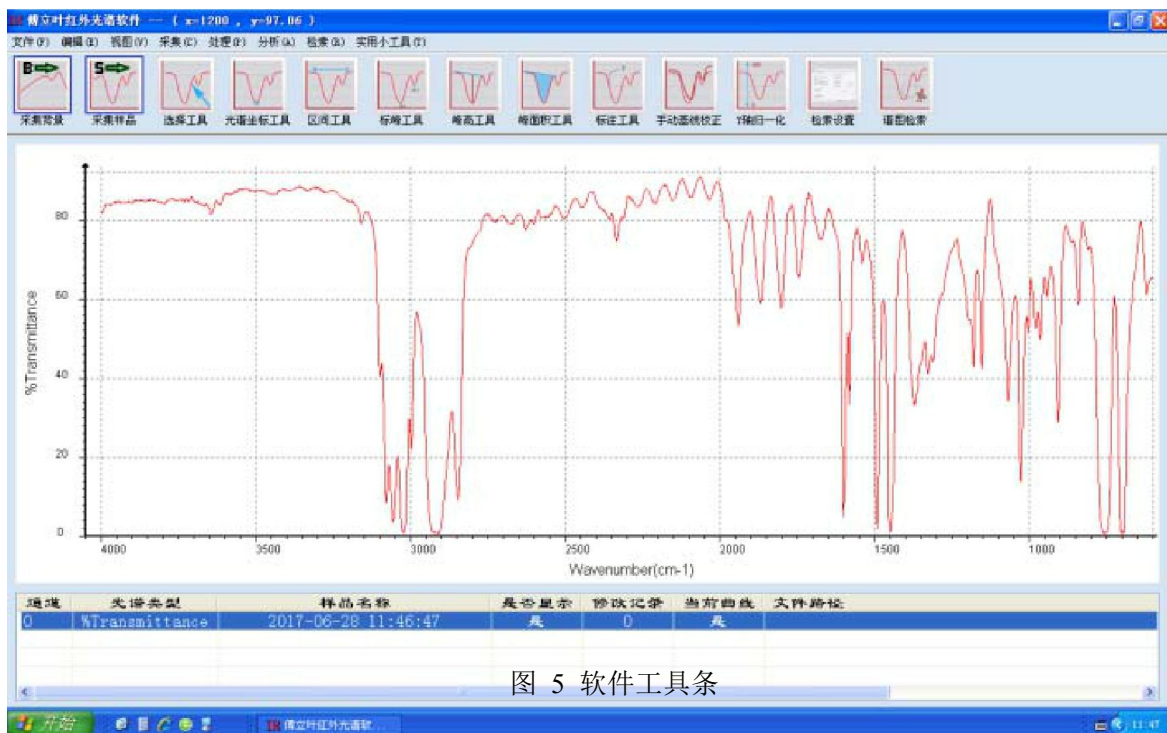 傅立叶红外光谱软件 -- ( x=1200 , y=97.06 )
文件(F) 编辑(E) 视图(V) 采集(C) 处理(P) 分析(A) 检索(R) 实用小工具(T)
B S
采集背景 采集样品 选择工具 光谱坐标工具 区间工具 标峰工具 峰高工具 峰面积工具 标注工具 手动基线校正 Y轴归一化 检索设置 谱图检索
%Transmittance
80
60
40
20
0
4000 3500 3000 2500 2000 1500 1000
Wavenumber(cm-1)
通道 光谱类型 样品名称 是否显示 修改记录 当前曲线 文件路径
0 %Transmittance 2017-06-28 11:46:47 是 0 是
图 5 软件工具条
开始 傅立叶红外光谱软... 11:47